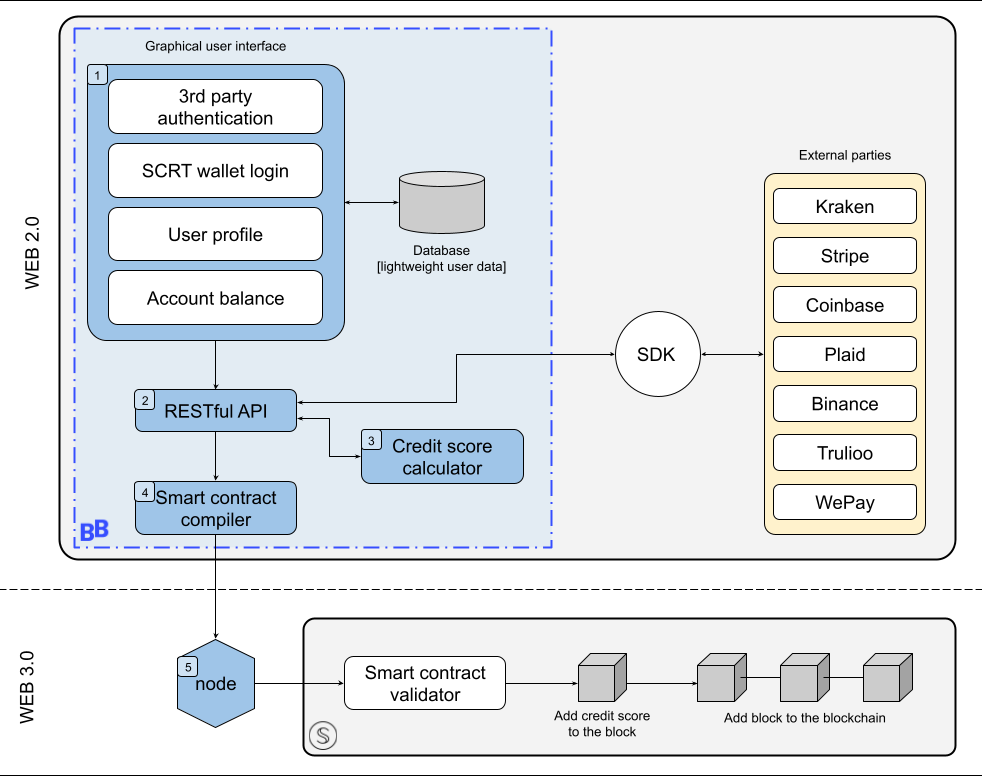 WEB 2.0
Graphical user interface
1
3rd party
authentication
SCRT wallet login
User profile
Account balance
Database
[lightweight user data]
2
RESTful API
3
Credit score
calculator
4
Smart contract
compiler
BB
SDK
External parties
Kraken
Stripe
Coinbase
Plaid
Binance
Trulioo
WePay
WEB 3.0
5
node
Smart contract
validator
Add credit score
to the block
Add block to the blockchain
S